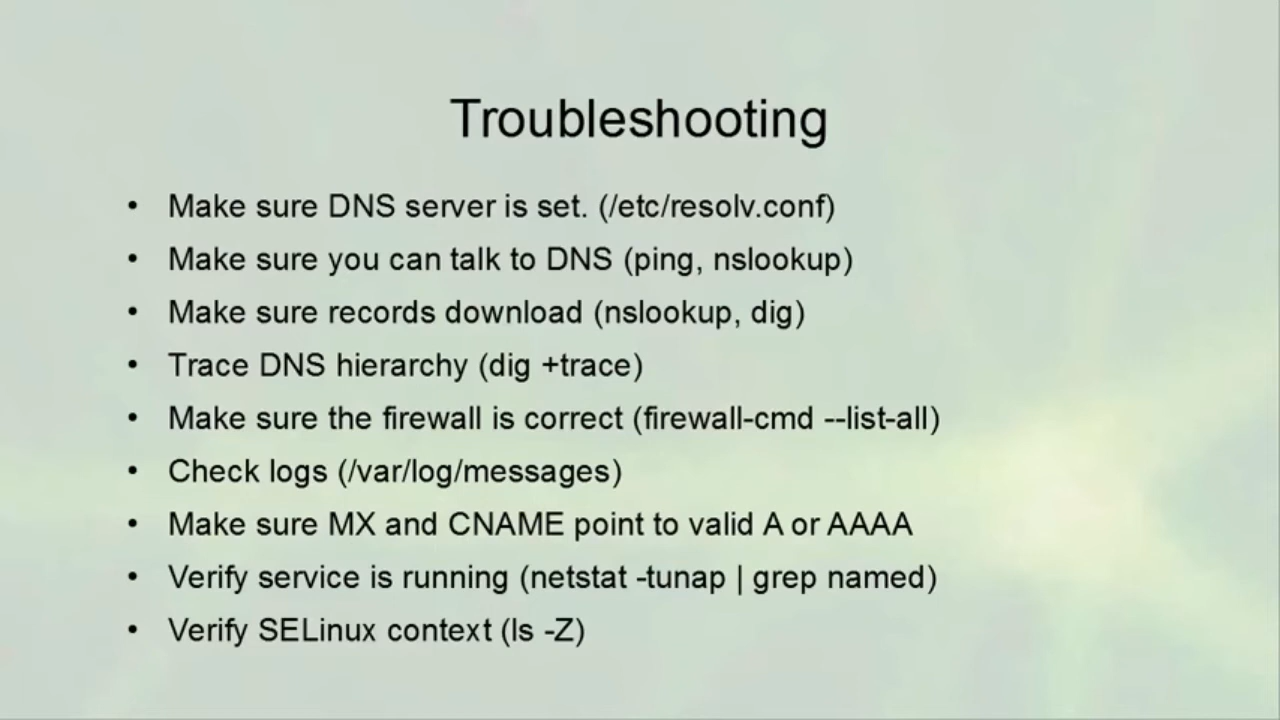 Troubleshooting
• Make sure DNS server is set. (/etc/resolv.conf)
• Make sure you can talk to DNS (ping, nslookup)
• Make sure records download (nslookup, dig)
• Trace DNS hierarchy (dig +trace)
• Make sure the firewall is correct (firewall-cmd --list-all)
• Check logs (/var/log/messages)
• Make sure MX and CNAME point to valid A or AAAA
• Verify service is running (netstat -tunap | grep named)
• Verify SELinux context (ls -Z)